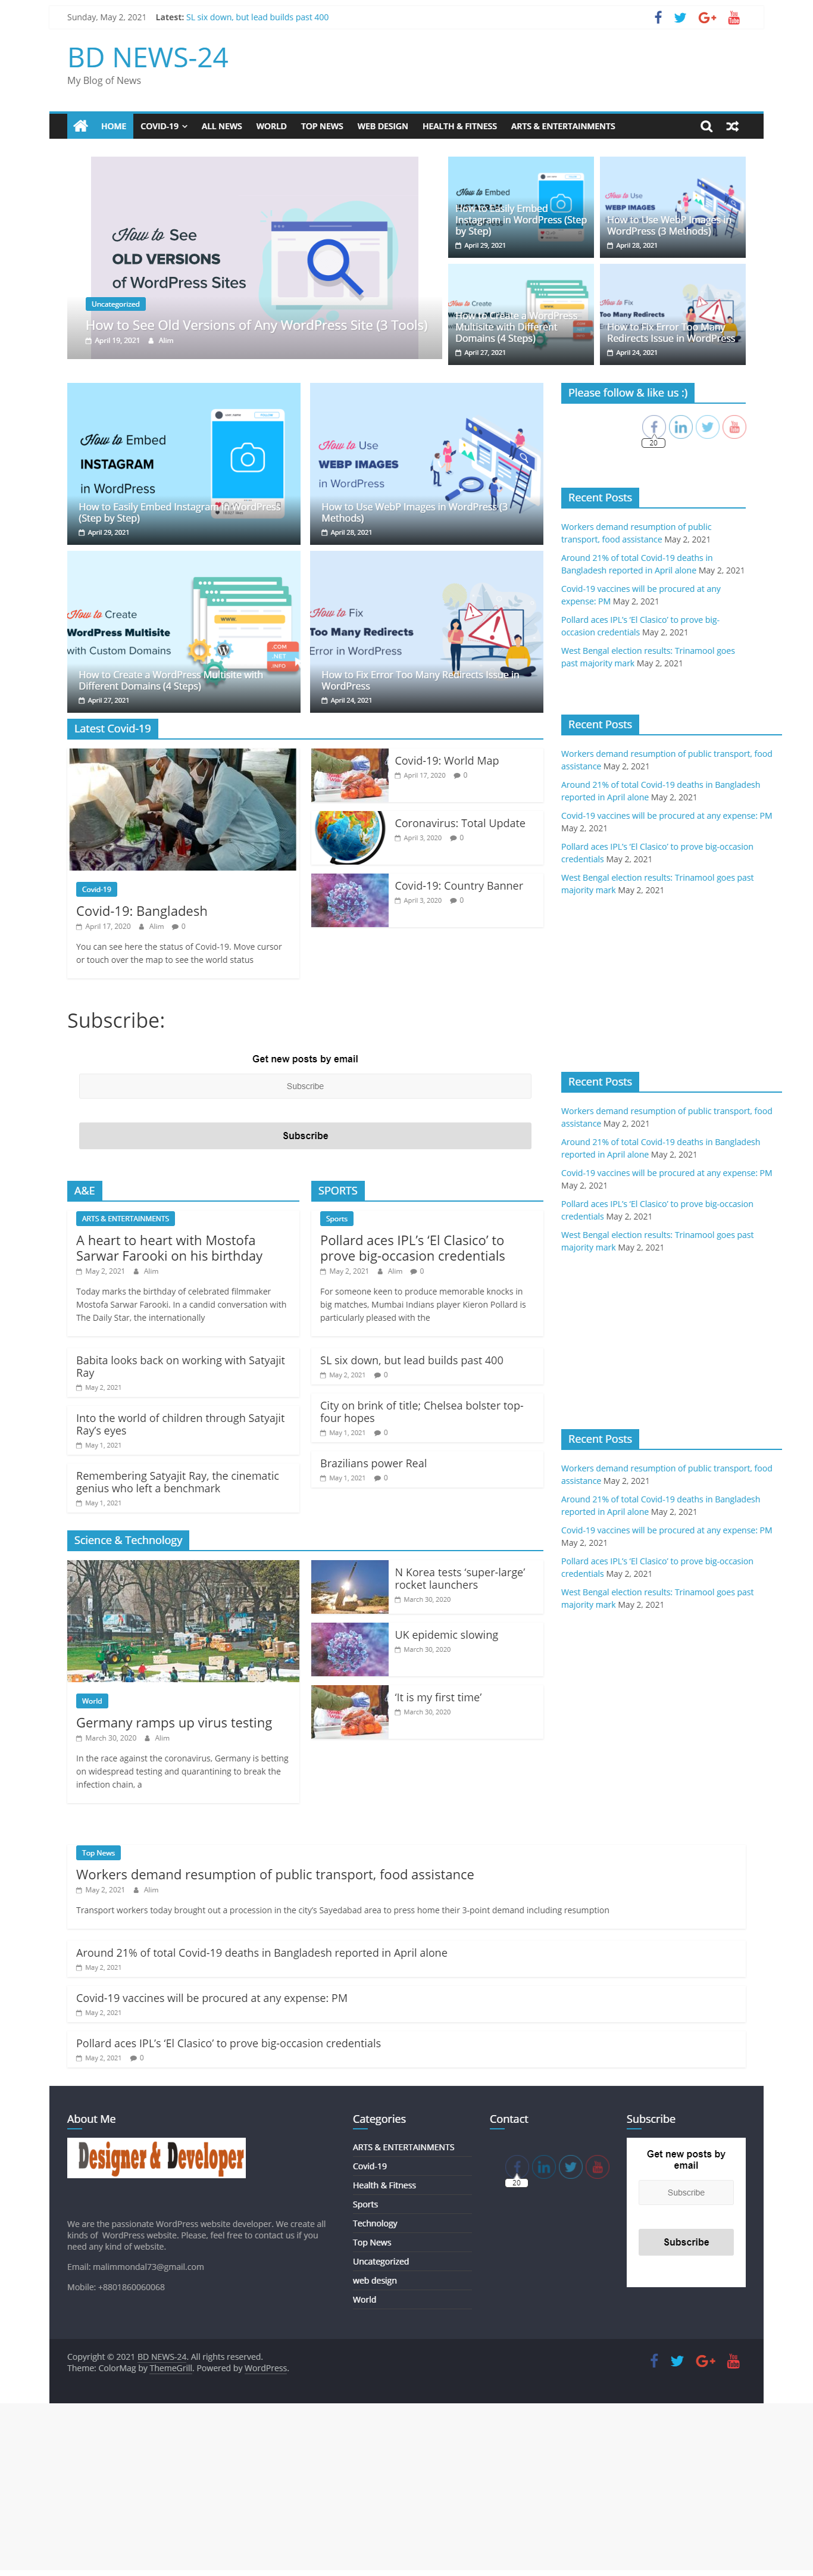 Sunday, May 2, 2021 Latest: SL six down, but lead builds past 400
BD NEWS-24
My Blog of News
HOME COVID-19 ALL NEWS WORLD TOP NEWS WEB DESIGN HEALTH & FITNESS ARTS & ENTERTAINMENTS
How to See
OLD VERSIONS
of WordPress Sites
Uncategorized
How to See Old Versions of Any WordPress Site (3 Tools)
April 19, 2021 Alim
How to Embed
INSTAGRAM
How to Easily Embed
Instagram in WordPress (Step
by Step)
April 29, 2021
How to Use
WEBP IMAGES
How to Use WebP Images in
WordPress (3 Methods)
April 28, 2021
How to Create
How to Create a WordPress
Multisite with Different
Domains (4 Steps)
April 27, 2021
How to Fix
Too Many Redirects
How to Fix Error Too Many
Redirects Issue in WordPress
April 24, 2021
How to Embed
INSTAGRAM
in WordPress
How to Easily Embed Instagram in WordPress
(Step by Step)
April 29, 2021
How to Use
WEBP IMAGES
in WordPress
How to Use WebP Images in WordPress (3
Methods)
April 28, 2021
How to Create
WordPress Multisite
with Custom Domains
www.
.COM
.NET
.INFO
How to Create a WordPress Multisite with
Different Domains (4 Steps)
April 27, 2021
How to Fix
Too Many Redirects
Error in WordPress
How to Fix Error Too Many Redirects Issue in
WordPress
April 24, 2021
Please follow & like us :)
20
Recent Posts
Workers demand resumption of public
transport, food assistance May 2, 2021
Around 21% of total Covid-19 deaths in
Bangladesh reported in April alone May 2, 2021
Covid-19 vaccines will be procured at any
expense: PM May 2, 2021
Pollard aces IPL's 'El Clasico' to prove big-
occasion credentials May 2, 2021
West Bengal election results: Trinamool goes
past majority mark May 2, 2021
Recent Posts
Workers demand resumption of public transport, food
assistance May 2, 2021
Around 21% of total Covid-19 deaths in Bangladesh
reported in April alone May 2, 2021
Covid-19 vaccines will be procured at any expense: PM
May 2, 2021
Pollard aces IPL's 'El Clasico' to prove big-occasion
credentials May 2, 2021
West Bengal election results: Trinamool goes past
majority mark May 2, 2021
Latest Covid-19
Covid-19
Covid-19: Bangladesh
April 17, 2020 Alim 0
You can see here the status of Covid-19. Move cursor
or touch over the map to see the world status
Covid-19: World Map
April 17, 2020 0
Coronavirus: Total Update
April 3, 2020 0
Covid-19: Country Banner
April 3, 2020 0
Subscribe:
Get new posts by email
Subscribe
Subscribe
Recent Posts
Workers demand resumption of public transport, food
assistance May 2, 2021
Around 21% of total Covid-19 deaths in Bangladesh
reported in April alone May 2, 2021
Covid-19 vaccines will be procured at any expense: PM
May 2, 2021
Pollard aces IPL's 'El Clasico' to prove big-occasion
credentials May 2, 2021
West Bengal election results: Trinamool goes past
majority mark May 2, 2021
A&E
ARTS & ENTERTAINMENTS
A heart to heart with Mostofa
Sarwar Farooki on his birthday
May 2, 2021 Alim
Today marks the birthday of celebrated filmmaker
Mostofa Sarwar Farooki. In a candid conversation with
The Daily Star, the internationally
Babita looks back on working with Satyajit
Ray
May 2, 2021
Into the world of children through Satyajit
Ray's eyes
May 1, 2021
Remembering Satyajit Ray, the cinematic
genius who left a benchmark
May 1, 2021
SPORTS
Sports
Pollard aces IPL's 'El Clasico' to
prove big-occasion credentials
May 2, 2021 Alim 0
For someone keen to produce memorable knocks in
big matches, Mumbai Indians player Kieron Pollard is
particularly pleased with the
SL six down, but lead builds past 400
May 2, 2021 0
City on brink of title; Chelsea bolster top-
four hopes
May 1, 2021 0
Brazilians power Real
May 1, 2021 0
Recent Posts
Workers demand resumption of public transport, food
assistance May 2, 2021
Around 21% of total Covid-19 deaths in Bangladesh
reported in April alone May 2, 2021
Covid-19 vaccines will be procured at any expense: PM
May 2, 2021
Pollard aces IPL's 'El Clasico' to prove big-occasion
credentials May 2, 2021
West Bengal election results: Trinamool goes past
majority mark May 2, 2021
Science & Technology
World
Germany ramps up virus testing
March 30, 2020 Alim
In the race against the coronavirus, Germany is betting
on widespread testing and quarantining to break the
infection chain, a
N Korea tests 'super-large'
rocket launchers
March 30, 2020
UK epidemic slowing
March 30, 2020
'It is my first time'
March 30, 2020
Top News
Workers demand resumption of public transport, food assistance
May 2, 2021 Alim
Transport workers today brought out a procession in the city's Sayedabad area to press home their 3-point demand including resumption
Around 21% of total Covid-19 deaths in Bangladesh reported in April alone
May 2, 2021
Covid-19 vaccines will be procured at any expense: PM
May 2, 2021
Pollard aces IPL's 'El Clasico' to prove big-occasion credentials
May 2, 2021 0
About Me
Designer & Developer
We are the passionate WordPress website developer. We create all
kinds of WordPress website. Please, feel free to contact us if you
need any kind of website.
Email: malimmondal73@gmail.com
Mobile: +8801860060068
Categories
ARTS & ENTERTAINMENTS
Covid-19
Health & Fitness
Sports
Technology
Top News
Uncategorized
web design
World
Contact
20
Subscribe
Get new posts by
email
Subscribe
Subscribe
Copyright © 2021 BD NEWS-24. All rights reserved.
Theme: ColorMag by ThemeGrill. Powered by WordPress.